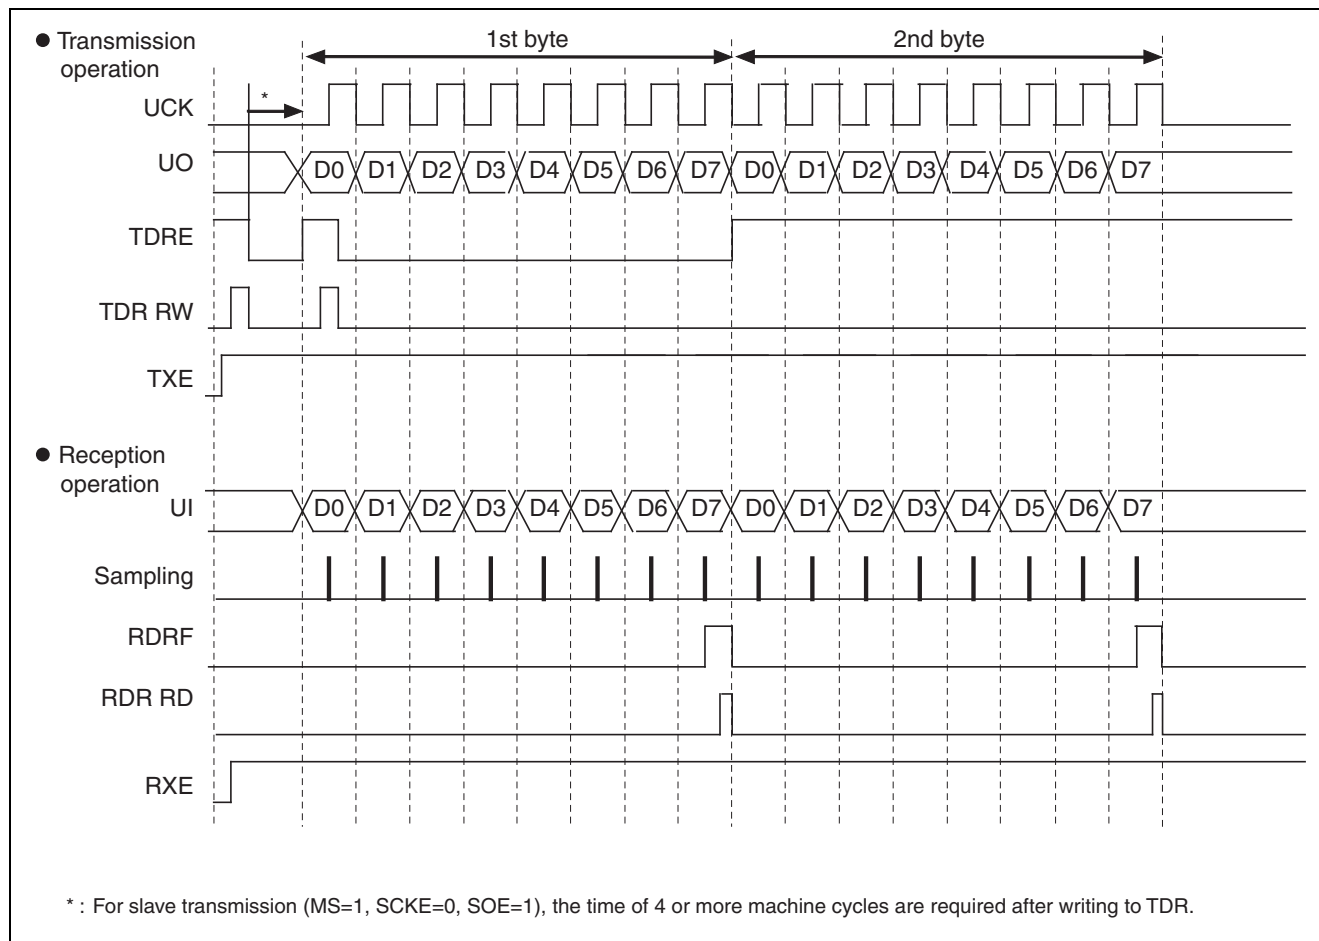 ● Transmission
operation
1st byte
2nd byte
UCK
*
UO
D0 D1 D2 D3 D4 D5 D6 D7 D0 D1 D2 D3 D4 D5 D6 D7
TDRE
TDR RW
TXE
● Reception
operation
UI
D0 D1 D2 D3 D4 D5 D6 D7 D0 D1 D2 D3 D4 D5 D6 D7
Sampling
RDRF
RDR RD
RXE
* : For slave transmission (MS=1, SCKE=0, SOE=1), the time of 4 or more machine cycles are required after writing to TDR.